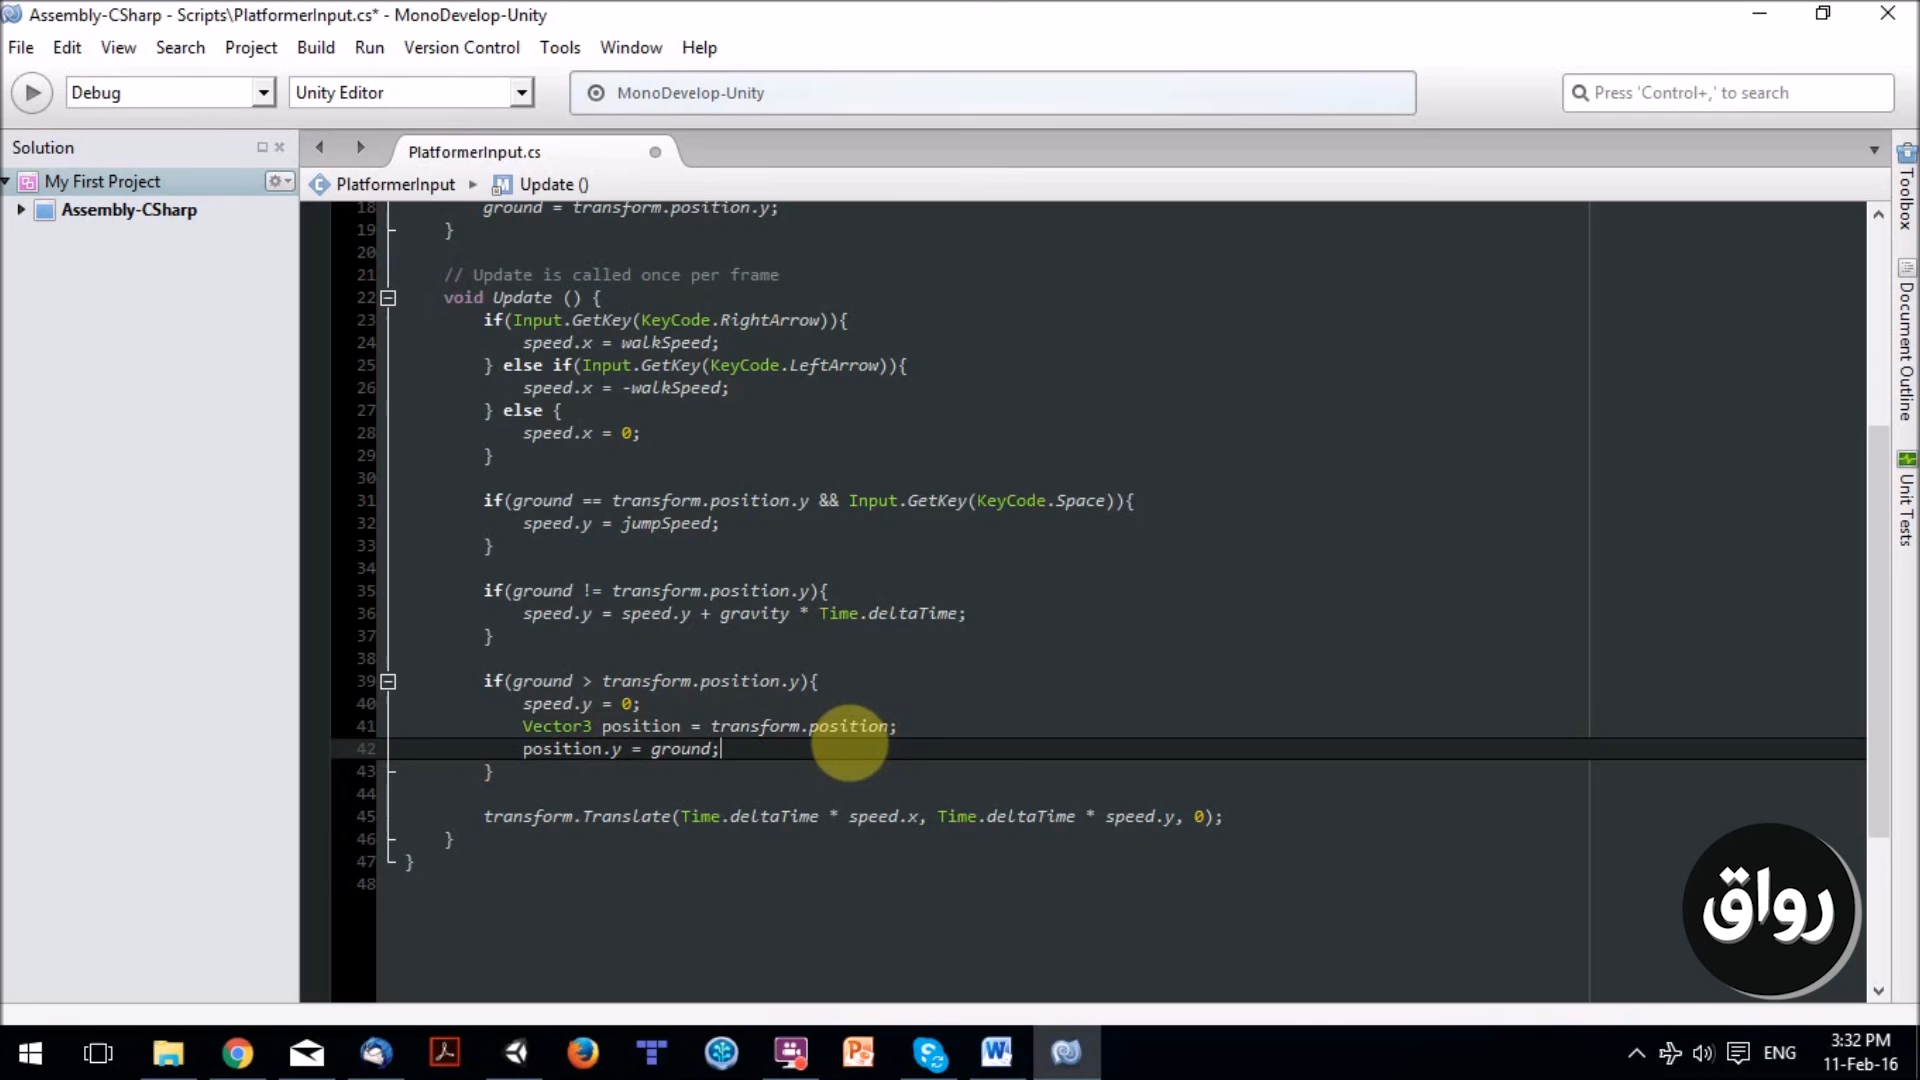 Assembly-CSharp - Scripts\PlatformerInput.cs* - MonoDevelop-Unity
File Edit View Search Project Build Run Version Control Tools Window Help
Debug Unity Editor MonoDevelop-Unity Press 'Control+,' to search
Solution
PlatformerInput.cs
My First Project
PlatformerInput Update ()
Assembly-CSharp
Toolbox
Document Outline
Unit Tests
18 ground = transform.position.y;
19 }
20
21 // Update is called once per frame
22 void Update () {
23 if(Input.GetKey(KeyCode.RightArrow)){
24 speed.x = walkSpeed;
25 } else if(Input.GetKey(KeyCode.LeftArrow)){
26 speed.x = -walkSpeed;
27 } else {
28 speed.x = 0;
29 }
30
31 if(ground == transform.position.y && Input.GetKey(KeyCode.Space)){
32 speed.y = jumpSpeed;
33 }
34
35 if(ground != transform.position.y){
36 speed.y = speed.y + gravity * Time.deltaTime;
37 }
38
39 if(ground > transform.position.y){
40 speed.y = 0;
41 Vector3 position = transform.position;
42 position.y = ground;
43 }
44
45 transform.Translate(Time.deltaTime * speed.x, Time.deltaTime * speed.y, 0);
46 }
47 }
48
رواق
ENG
3:32 PM
11-Feb-16